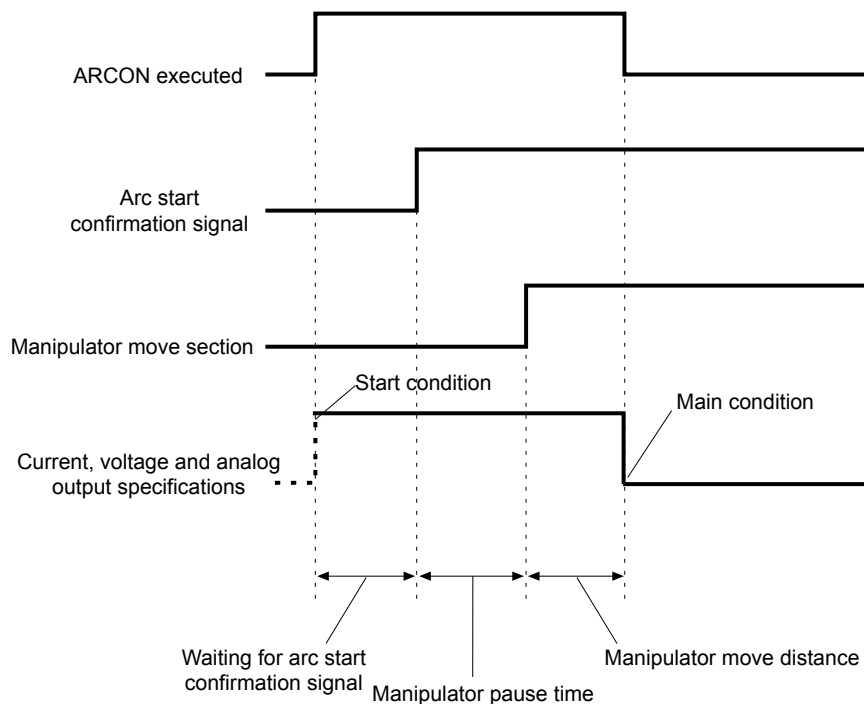 ARCON executed
Arc start
confirmation signal
Manipulator move section
Start condition
Main condition
Current, voltage and analog
output specifications
Waiting for arc start
confirmation signal
Manipulator pause time
Manipulator move distance